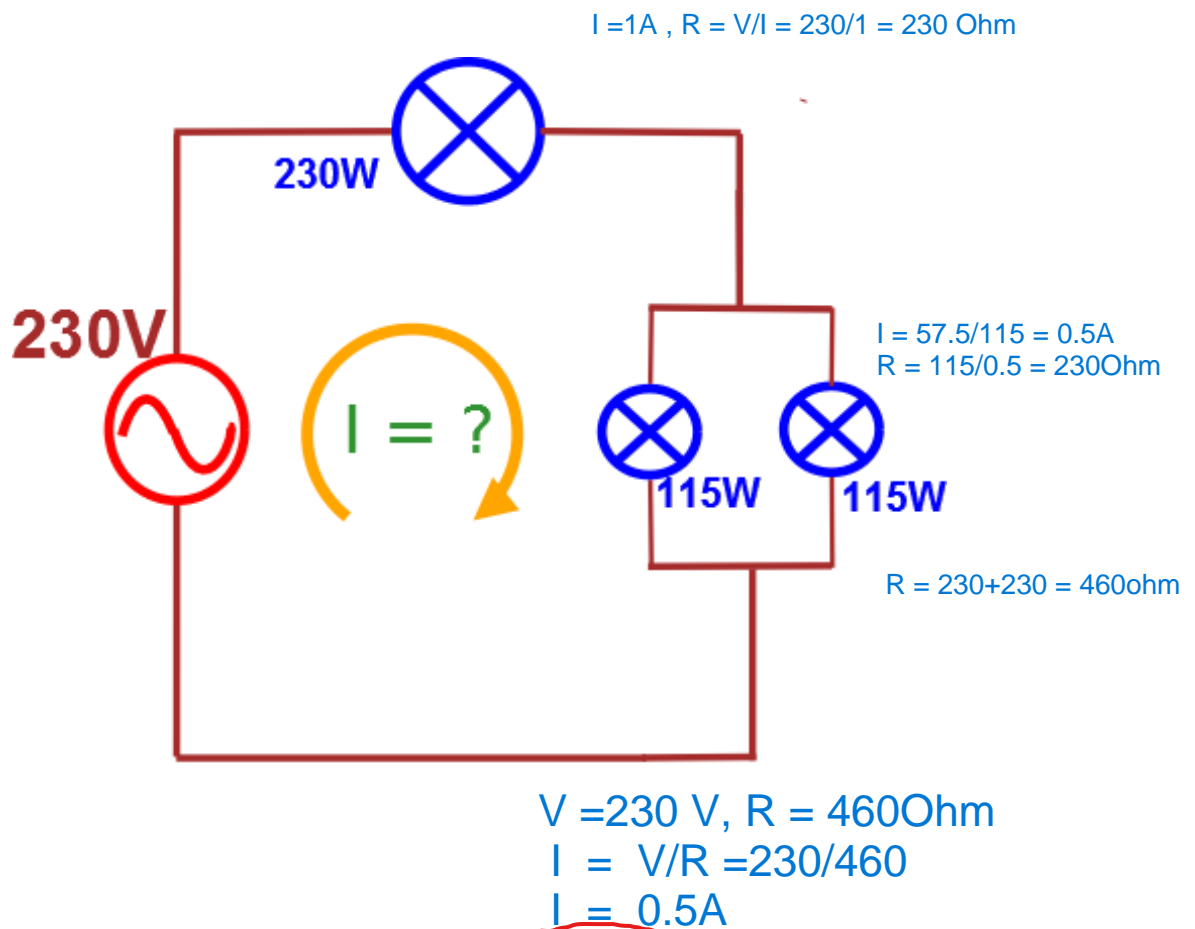 I =1A , R = V/I = 230/1 = 230 Ohm
230W
230V
I = ?
I = 57.5/115 = 0.5A
R = 115/0.5 = 230Ohm
115W
115W
R = 230+230 = 460ohm
V =230 V, R = 460Ohm
I = V/R =230/460
I = 0.5A